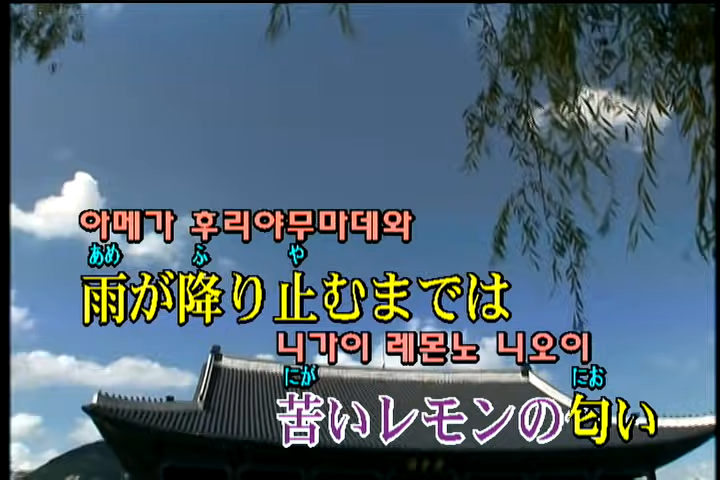 아메가 후리야무마데와
あめ ふ や
雨が降り止むまでは
니가이 레몬노 니오이
にが にお
苦いレモンの匂い